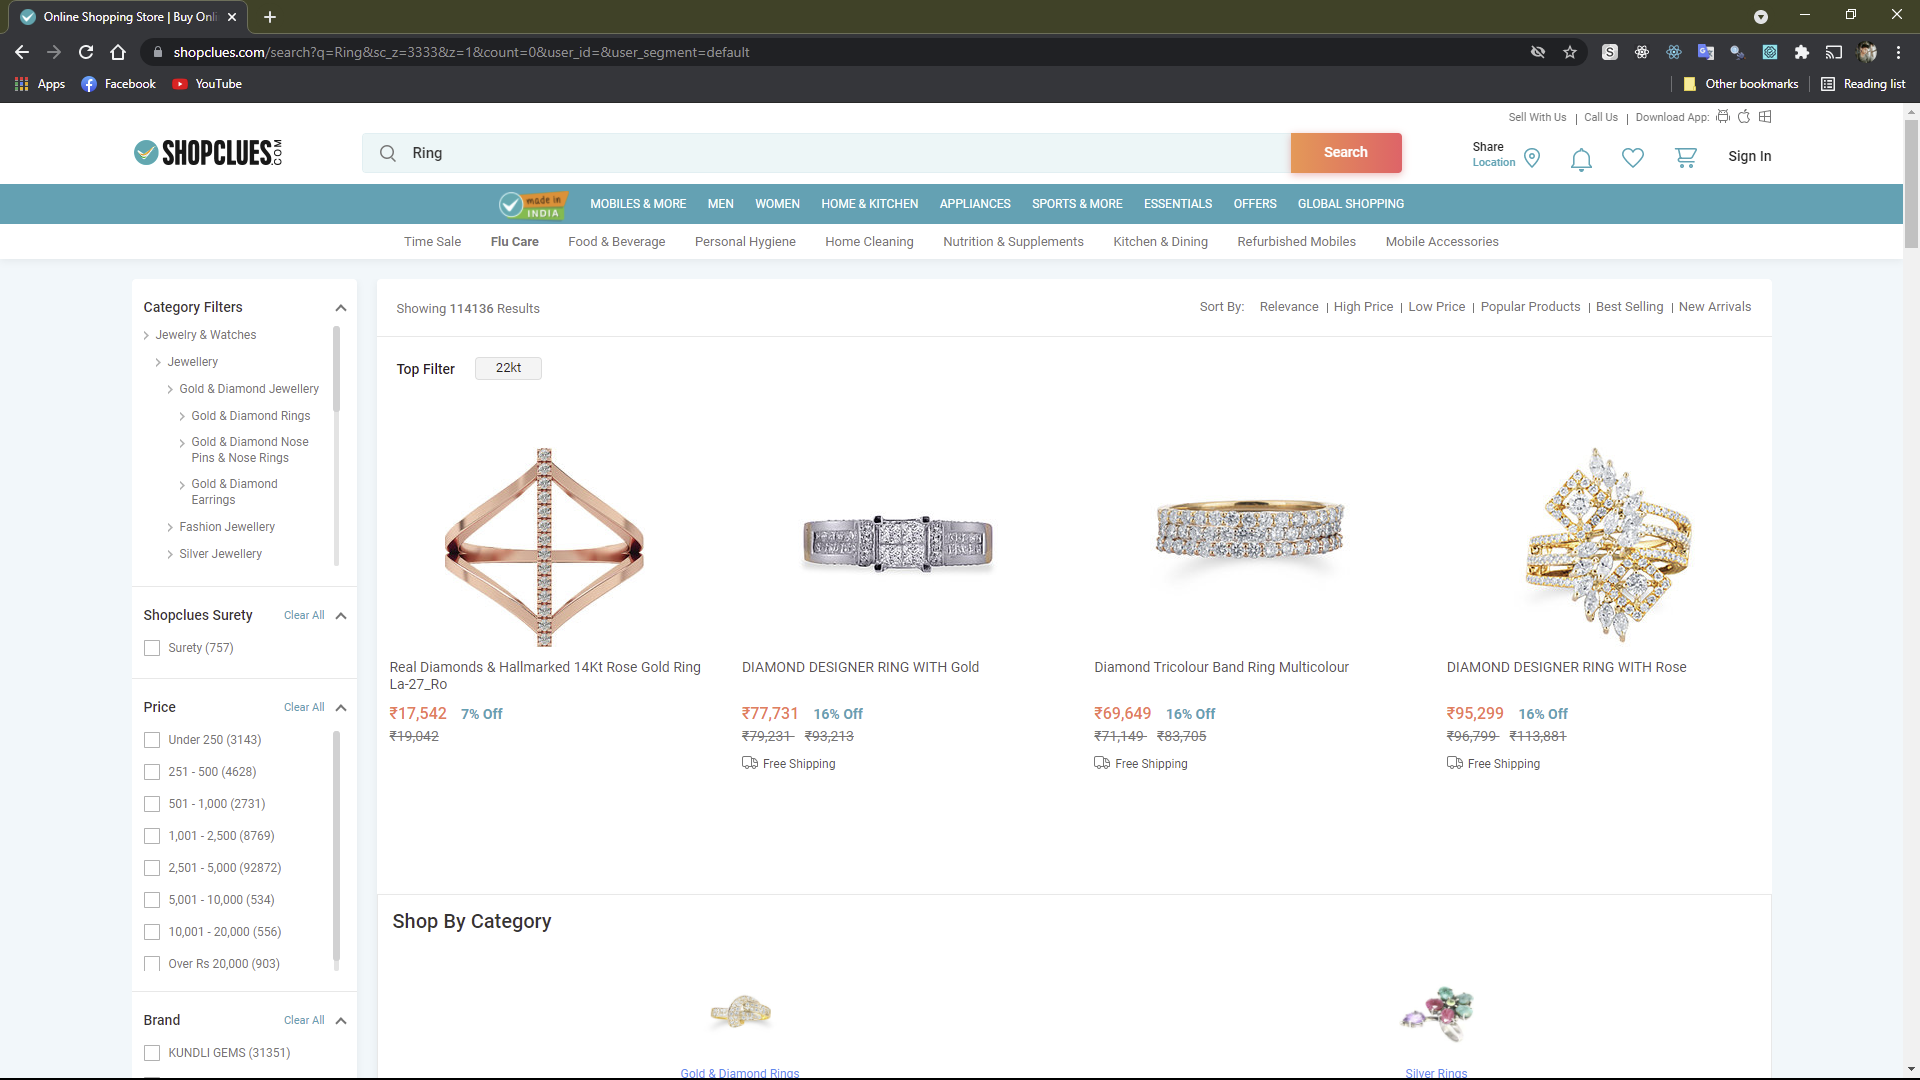 Online Shopping Store | Buy Onli
shopclues.com/search?q=Ring&sc_z=3333&z=1&count=0&user_id=&user_segment=default
Apps Facebook YouTube Other bookmarks Reading list
Sell With Us | Call Us | Download App:
SHOPCLUES.COM Ring Search Share Location Sign In
made in INDIA MOBILES & MORE MEN WOMEN HOME & KITCHEN APPLIANCES SPORTS & MORE ESSENTIALS OFFERS GLOBAL SHOPPING
Time Sale Flu Care Food & Beverage Personal Hygiene Home Cleaning Nutrition & Supplements Kitchen & Dining Refurbished Mobiles Mobile Accessories
Category Filters
Jewelry & Watches
Jewellery
Gold & Diamond Jewellery
Gold & Diamond Rings
Gold & Diamond Nose
Pins & Nose Rings
Gold & Diamond
Earrings
Fashion Jewellery
Silver Jewellery
Shopclues Surety Clear All
Surety (757)
Price Clear All
Under 250 (3143)
251 - 500 (4628)
501 - 1,000 (2731)
1,001 - 2,500 (8769)
2,501 - 5,000 (92872)
5,001 - 10,000 (534)
10,001 - 20,000 (556)
Over Rs 20,000 (903)
Brand Clear All
KUNDLI GEMS (31351)
Showing 114136 Results
Sort By: Relevance | High Price | Low Price | Popular Products | Best Selling | New Arrivals
Top Filter 22kt
Real Diamonds & Hallmarked 14Kt Rose Gold Ring
La-27_Ro
₹17,542 7% Off
₹19,042
DIAMOND DESIGNER RING WITH Gold
₹77,731 16% Off
₹79,231 ₹93,213
Free Shipping
Diamond Tricolour Band Ring Multicolour
₹69,649 16% Off
₹71,149 ₹83,705
Free Shipping
DIAMOND DESIGNER RING WITH Rose
₹95,299 16% Off
₹96,799 ₹113,881
Free Shipping
Shop By Category
Gold & Diamond Rings
Silver Rings